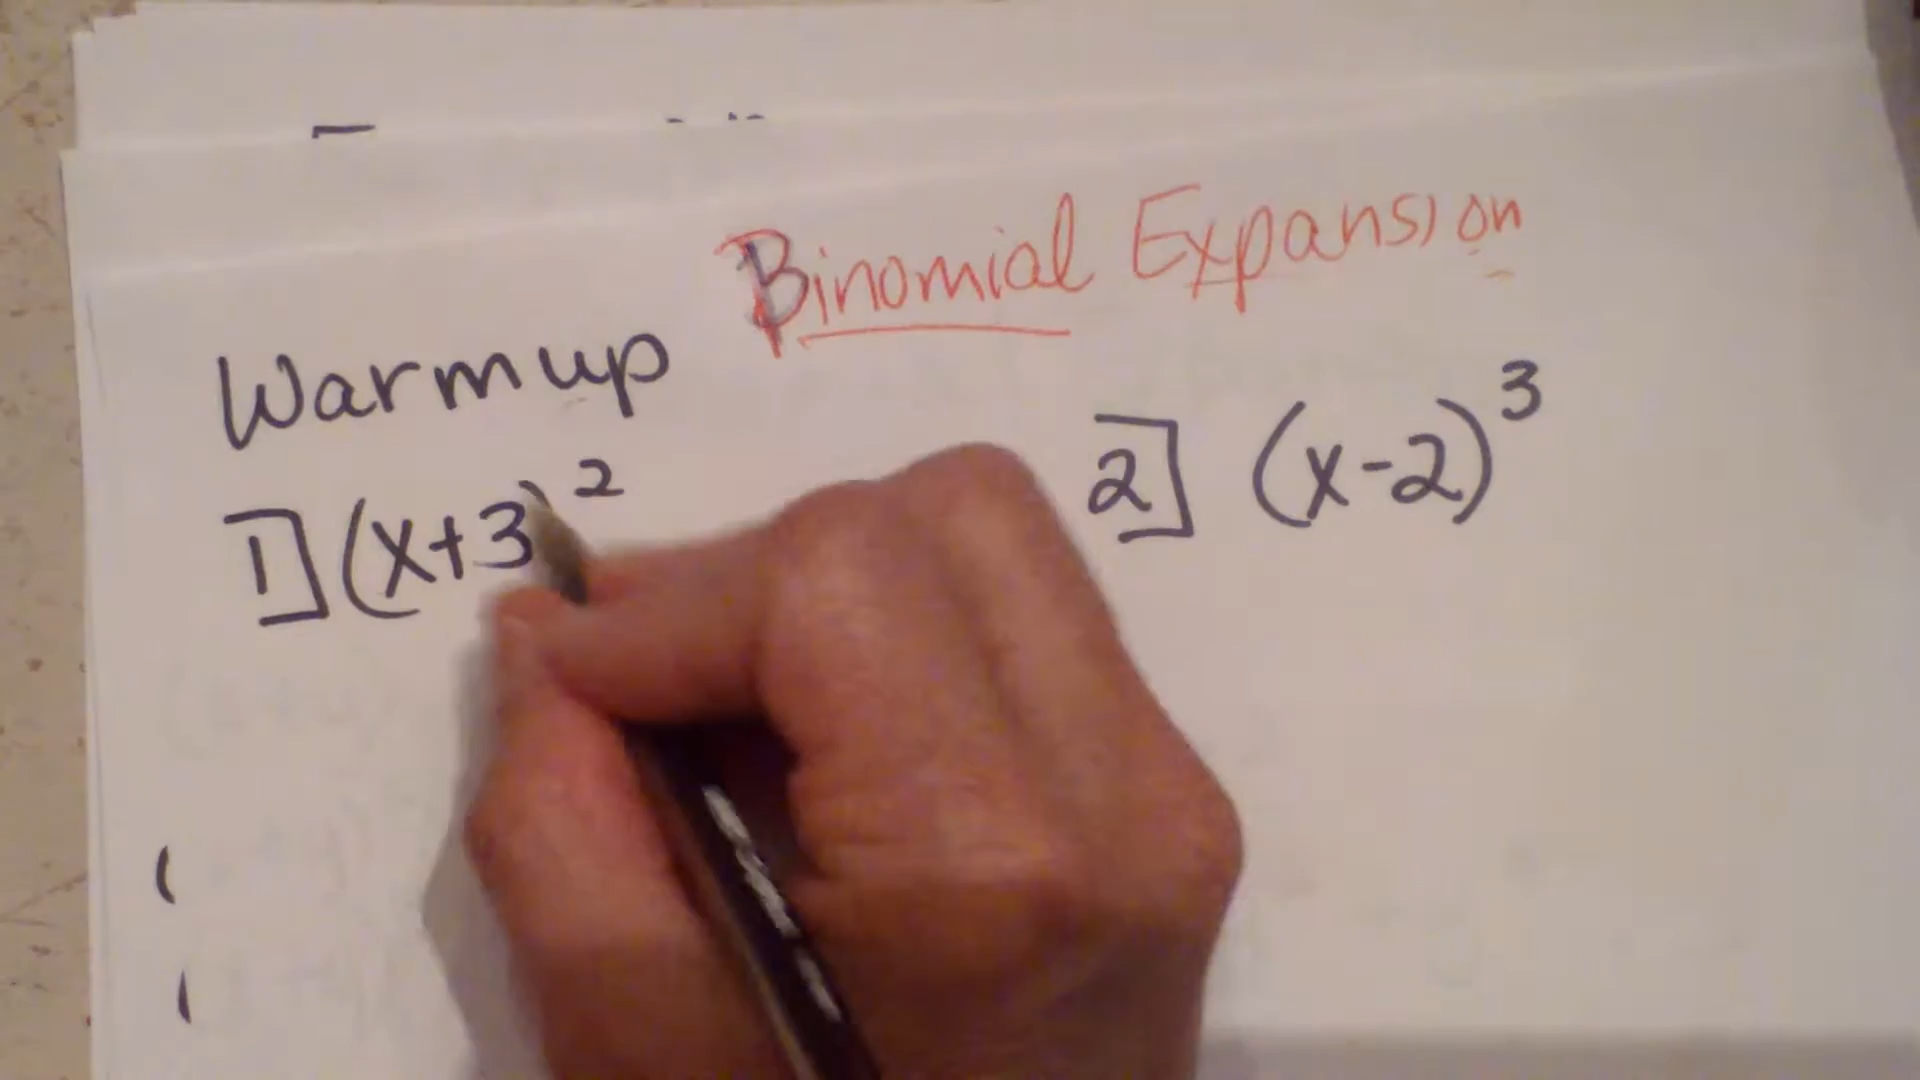 Binomial Expansion
Warmup
1] (x+3)²
2] (x-2)³